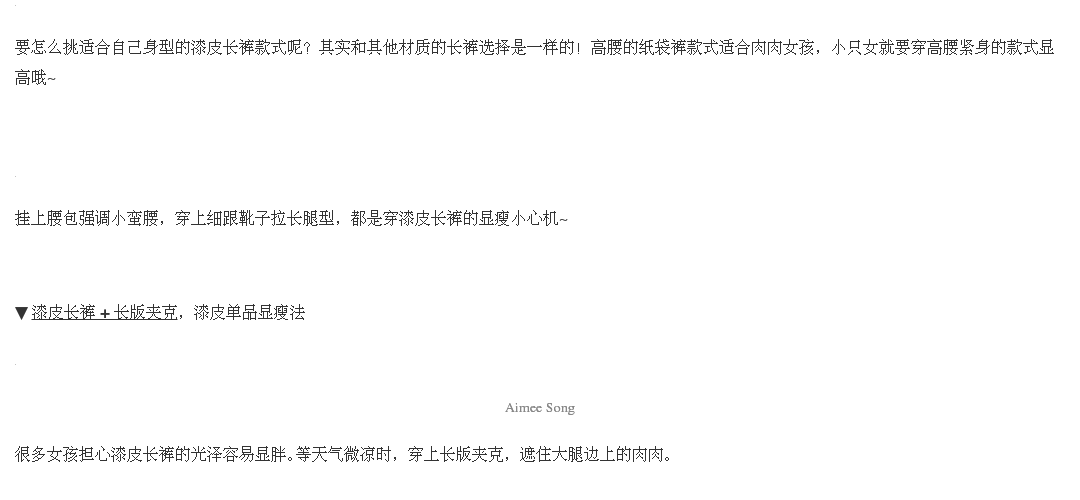 要怎么挑适合自己身型的漆皮长裤款式呢？其实和其他材质的长裤选择是一样的！高腰的纸袋裤款式适合肉肉女孩，小只女就要穿高腰紧身的款式显
高哦~
挂上腰包强调小蛮腰，穿上细跟靴子拉长腿型，都是穿漆皮长裤的显瘦小心机~
▼漆皮长裤 + 长版夹克，漆皮单品显瘦法
Aimee Song
很多女孩担心漆皮长裤的光泽容易显胖。等天气微凉时，穿上长版夹克，遮住大腿边上的肉肉。